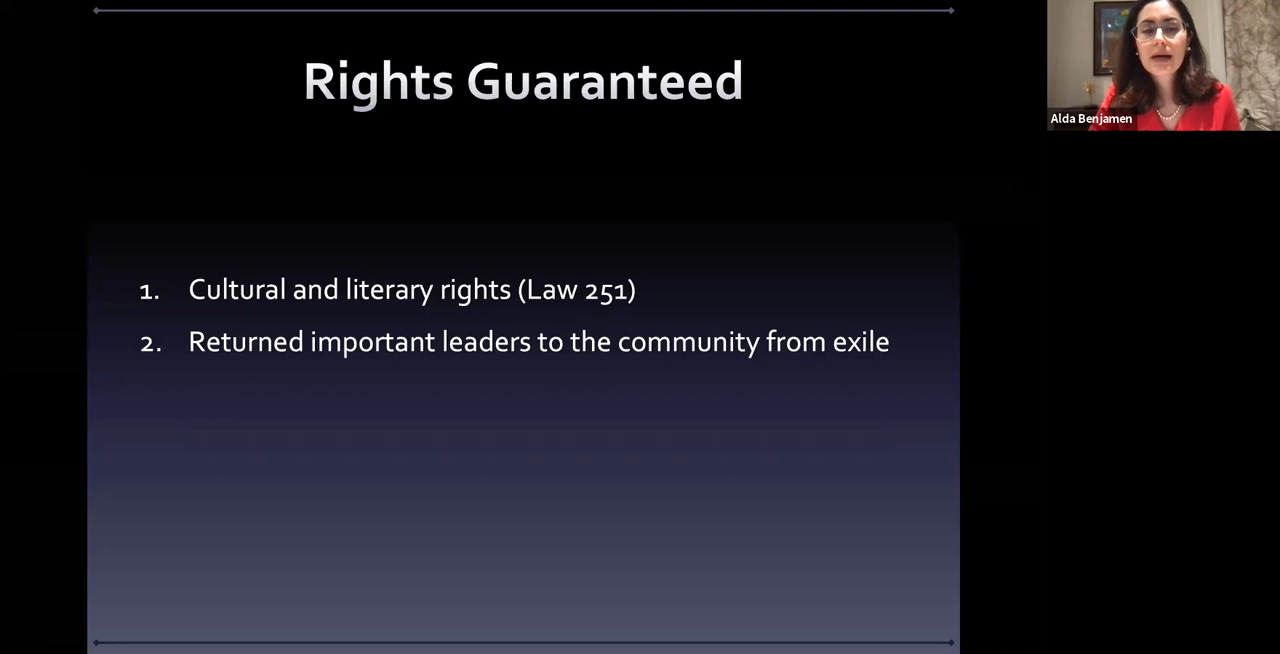 Rights Guaranteed
Alda Benjamen
1. Cultural and literary rights (Law 251)
2. Returned important leaders to the community from exile